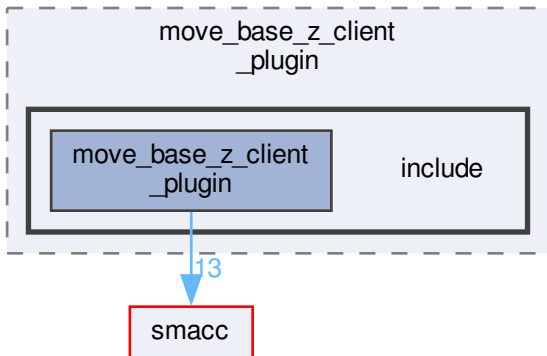 move_base_z_client
_plugin
move_base_z_client
_plugin
include
13
smacc